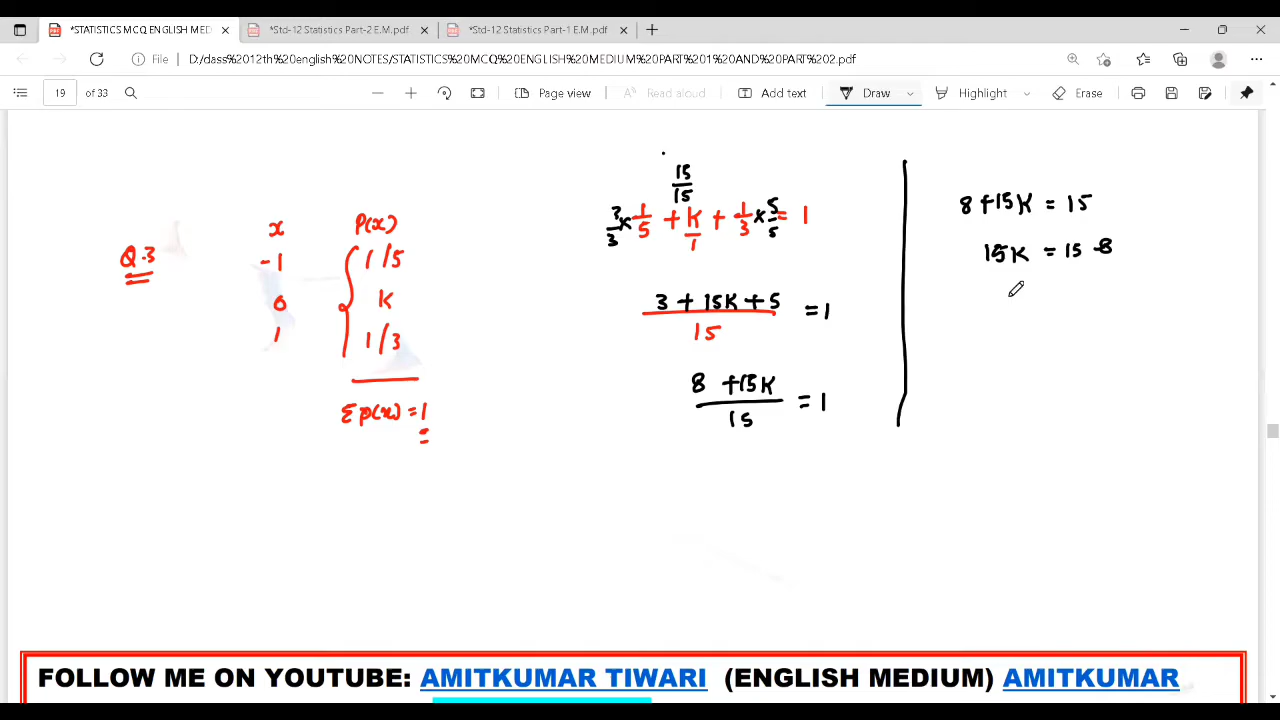 *STATISTICS MCQ ENGLISH MED
*Std-12 Statistics Part-2 E.M.pdf
*Std-12 Statistics Part-1 E.M.pdf
File
D:/dass%2012th%20english%20NOTES/STATISTICS%20MCQ%20ENGLISH%20MEDIUM%20PART%201%20AND%20PART%202.pdf
19 of 33
Page view
Read aloud
Add text
Draw
Highlight
Erase
Q.3
x P(x)
-1 1/5
0 K
1 1/3
Σp(x) = 1
15/15
3/3 × 1/5 + K/1 + 1/3 × 5/5 = 1
3 + 15K + 5 / 15 = 1
8 + 15K / 15 = 1
8 + 15K = 15
15K = 15 - 8
FOLLOW ME ON YOUTUBE: AMITKUMAR TIWARI (ENGLISH MEDIUM) AMITKUMAR